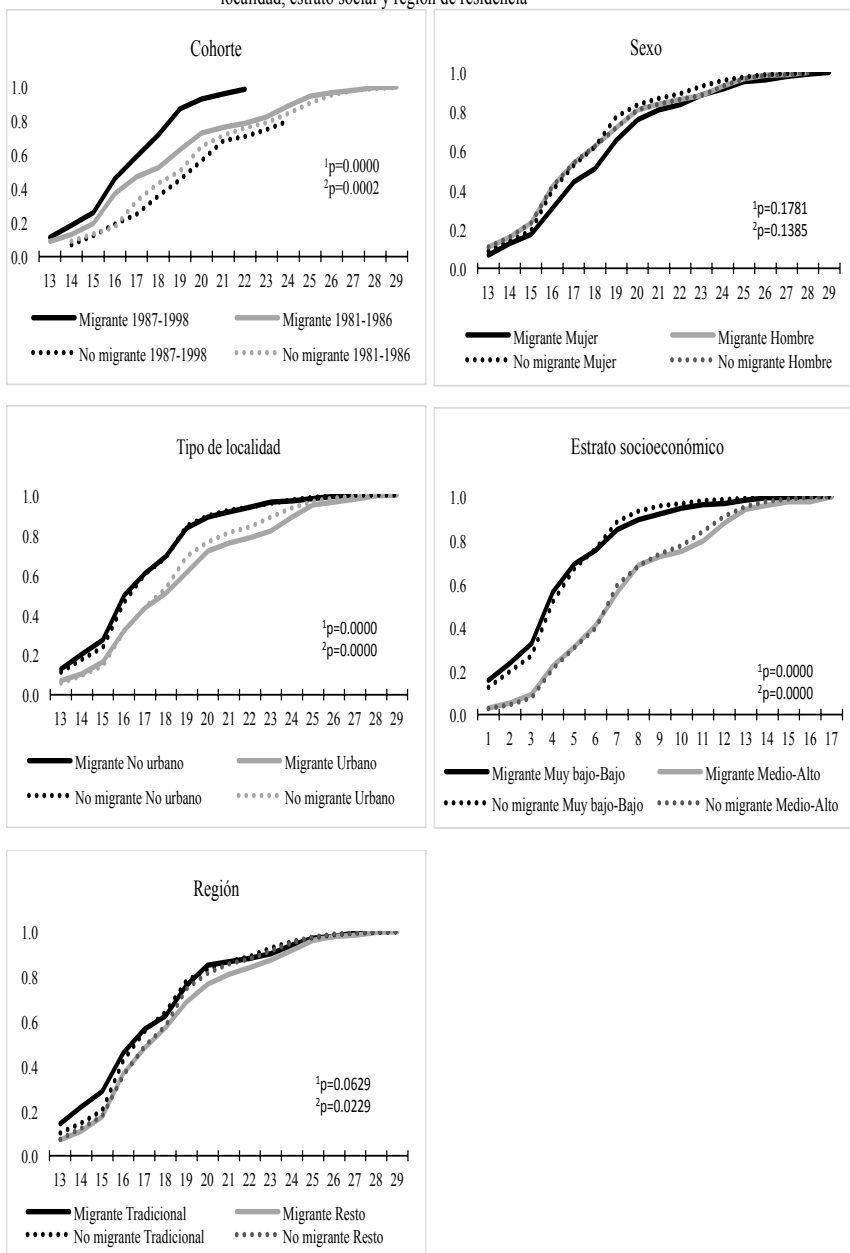 localidad, estrato social y región de residencia
Cohorte
1.0
0.8
0.6
0.4
0.2
0.0
1p=0.0000
2p=0.0002
13 14 15 16 17 18 19 20 21 22 23 24 25 26 27 28 29
Migrante 1987-1998 Migrante 1981-1986
No migrante 1987-1998 No migrante 1981-1986
Sexo
1.0
0.8
0.6
0.4
0.2
0.0
1p=0.1781
2p=0.1385
13 14 15 16 17 18 19 20 21 22 23 24 25 26 27 28 29
Migrante Mujer Migrante Hombre
No migrante Mujer No migrante Hombre
Tipo de localidad
1.0
0.8
0.6
0.4
0.2
0.0
1p=0.0000
2p=0.0000
13 14 15 16 17 18 19 20 21 22 23 24 25 26 27 28 29
Migrante No urbano Migrante Urbano
No migrante No urbano No migrante Urbano
Estrato socioeconómico
1.0
0.8
0.6
0.4
0.2
0.0
1p=0.0000
2p=0.0000
1 2 3 4 5 6 7 8 9 10 11 12 13 14 15 16 17
Migrante Muy bajo-Bajo Migrante Medio-Alto
No migrante Muy bajo-Bajo No migrante Medio-Alto
Región
1.0
0.8
0.6
0.4
0.2
0.0
1p=0.0629
2p=0.0229
13 14 15 16 17 18 19 20 21 22 23 24 25 26 27 28 29
Migrante Tradicional Migrante Resto
No migrante Tradicional No migrante Resto